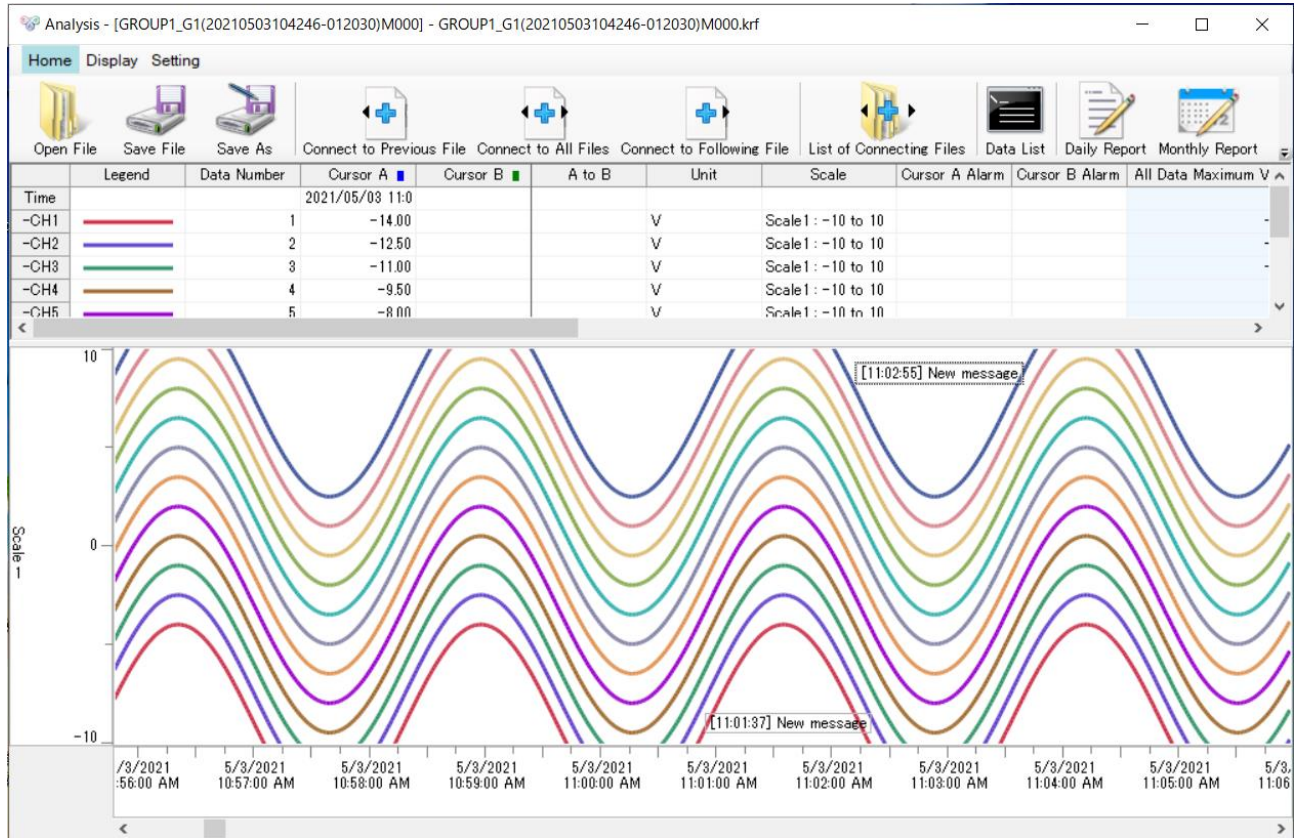 Analysis - [GROUP1_G1(20210503104246-012030)M000] - GROUP1_G1(20210503104246-012030)M000.krf
Home Display Setting
Open File Save File Save As Connect to Previous File Connect to All Files Connect to Following File List of Connecting Files Data List Daily Report Monthly Report
Legend Data Number Cursor A Cursor B A to B Unit Scale Cursor A Alarm Cursor B Alarm All Data Maximum V
Time 2021/05/03 11:0
-CH1 1 -14.00 V Scale1 : -10 to 10 -
-CH2 2 -12.50 V Scale1 : -10 to 10 -
-CH3 3 -11.00 V Scale1 : -10 to 10 -
-CH4 4 -9.50 V Scale1 : -10 to 10
-CH5 5 -8.00 V Scale1 : -10 to 10
10
[11:02:55] New message
Scale 1
0
[11:01:37] New message
-10
/3/2021 5/3/2021 5/3/2021 5/3/2021 5/3/2021 5/3/2021 5/3/2021 5/3/2021 5/3/2021 5/3/2021 5/3/
:56:00 AM 10:57:00 AM 10:58:00 AM 10:59:00 AM 11:00:00 AM 11:01:00 AM 11:02:00 AM 11:03:00 AM 11:04:00 AM 11:05:00 AM 11:06